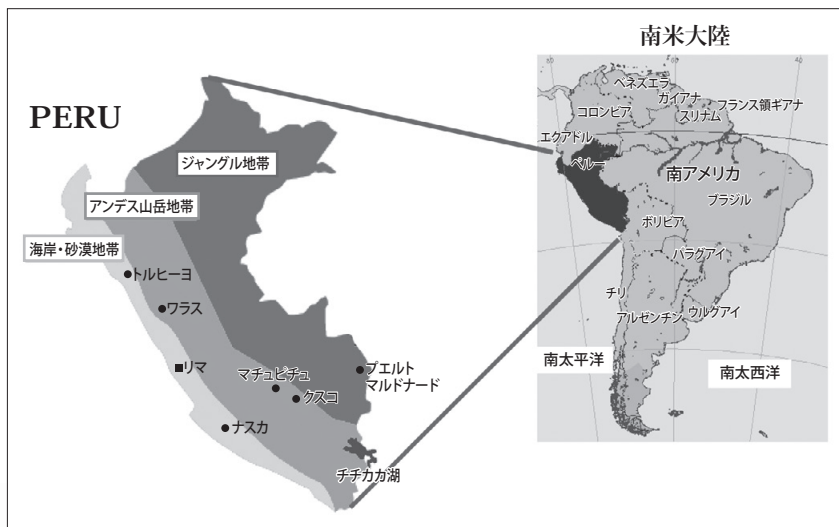 南米大陸
PERU
ジャングル地帯
アンデス山岳地帯
海岸・砂漠地帯
トルヒーヨ
ワラス
リマ
マチュピチュ
クスコ
プエルト
マルドナード
ナスカ
チチカカ湖
ベネズエラ
ガイアナ
コロンビア
スリナム
フランス領ギアナ
エクアドル
ペルー
南アメリカ
ブラジル
ボリビア
パラグアイ
チリ
アルゼンチン
ウルグアイ
南太平洋
南太西洋